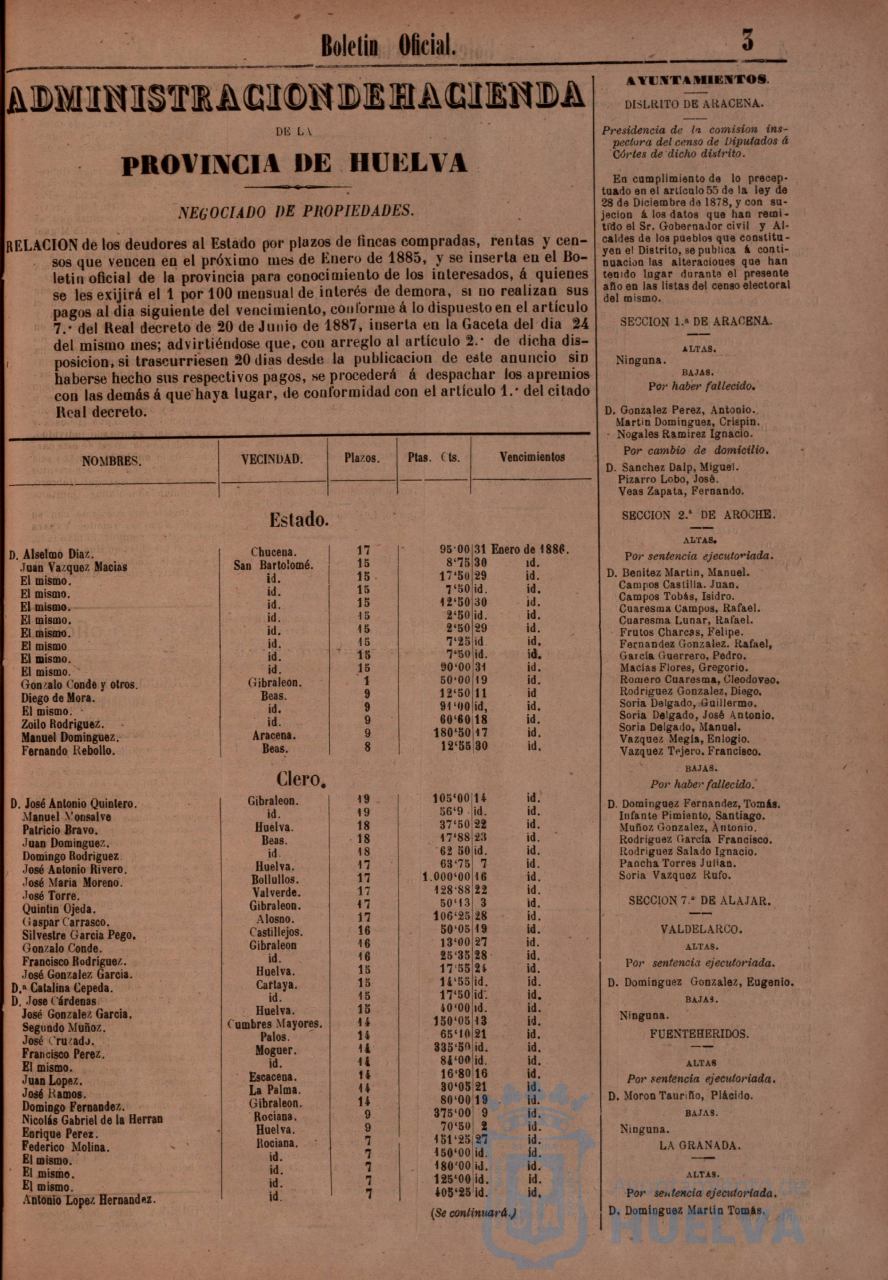 Boletin Oficial.
3
ADMINISTRACION DE HACIENDA
DE LA
PROVINCIA DE HUELVA
NEGOCIADO DE PROPIEDADES.
RELACION de los deudores al Estado por plazos de fincas compradas, rentas y cen-
sos que vencen en el próximo mes de Enero de 1885, y se inserta en el Bo-
letin oficial de la provincia para conocimiento de los interesados, á quienes
se les exijirá el 1 por 100 mensual de interés de demora, si no realizan sus
pagos al dia siguiente del vencimiento, conforme á lo dispuesto en el artículo
7.º del Real decreto de 20 de Junio de 1887, inserta en la Gaceta del dia 24
del mismo mes; advirtiéndose que, con arreglo al artículo 2.º de dicha dis-
posicion, si trascurriesen 20 dias desde la publicacion de este anuncio sin
haberse hecho sus respectivos pagos, se procederá á despachar los apremios
con las demás á que haya lugar, de conformidad con el artículo 1.º del citado
Real decreto.
NOMBRES. VECINDAD. Plazos. Ptas. Cts. Vencimientos
Estado.
D. Alselmo Diaz. Chucena. 17 95'00 31 Enero de 1886.
Juan Vazquez Macias San Bartolomé. 15 8'75 30 id.
El mismo. id. 15 17'50 29 id.
El mismo. id. 15 7'50 id. id.
El mismo. id. 15 12'50 30 id.
El mismo. id. 15 2'50 id. id.
El mismo. id. 15 2'50 29 id.
El mismo id. 15 7'25 id id.
El mismo. id. 15 7'50 id. id.
El mismo. id. 15 90'00 31 id.
Gonzalo Conde y otros. Gibraleon. 1 50'00 19 id.
Diego de Mora. Beas. 9 12'50 11 id
El mismo. id. 9 91'00 id, id.
Zoilo Rodriguez. id. 9 60'60 18 id.
Manuel Dominguez. Aracena. 9 180'50 17 id.
Fernando Rebollo. Beas. 8 12'55 30 id.
Clero.
D. José Antonio Quintero. Gibraleon. 19 105'00 14 id.
Manuel Monsalve id. 19 56'9 id. id.
Patricio Bravo. Huelva. 18 37'50 22 id.
Juan Dominguez. Beas. 18 17'88 23 id.
Domingo Rodriguez id. 18 62 50 id. id.
José Antonio Rivero. Huelva. 17 63'75 7 id.
José Maria Moreno. Bollullos. 17 1.000'00 16 id.
José Torre. Valverde. 17 128'88 22 id.
Quintin Ojeda. Gibraleon. 17 50'13 3 id.
Gaspar Carrasco. Alosno. 17 106'25 28 id.
Silvestre Garcia Pego. Castillejos. 16 50'05 19 id.
Gonzalo Conde. Gibraleon 16 13'00 27 id.
Francisco Rodriguez. id. 16 25'35 28 id.
José Gonzalez Garcia. Huelva. 15 17'55 24 id.
D.ª Catalina Cepeda. Cartaya. 15 14'55 id. id.
D. Jose Cárdenas id. 15 17'50 id. id.
José Gonzalez Garcia. Huelva. 15 40'00 id. id.
Segundo Muñoz. Cumbres Mayores. 14 150'05 13 id.
José Cruzado. Palos. 14 65'10 21 id.
Francisco Perez. Moguer. 14 335'50 id. id.
El mismo. id. 14 84'00 id. id.
Juan Lopez. Escacena. 14 16'80 16 id.
José Ramos. La Palma. 14 30'05 21 id.
Domingo Fernandez. Gibraleon. 14 80'00 19 id.
Nicolás Gabriel de la Herran Rociana. 9 375'00 9 id.
Enrique Perez. Huelva. 9 70'50 2 id.
Federico Molina. Rociana. 7 151'25 27 id.
El mismo. id. 7 150'00 id. id.
El mismo. id. 7 180'00 id. id.
El mismo. id. 7 125'00 id. id.
Antonio Lopez Hernandez. id. 7 405'25 id. id.
(Se continuará.)
AYUNTAMIENTOS.
DISLRITO DE ARACENA.
Presidencia de la comision ins-
pectora del censo de Diputados á
Córtes de dicho distrito.
En cumplimiento de lo precep-
tuado en el artículo 55 de la ley de
28 de Diciembre de 1878, y con su-
jecion á los datos que han remi-
tido el Sr. Gobernador civil y Al-
caldes de los pueblos que constitu-
yen el Distrito, se publica á conti-
nuacion las alteraciones que han
tenido lugar durante el presente
año en las listas del censo electoral
del mismo.
SECCION 1.ª DE ARACENA.
ALTAS.
Ninguna.
BAJAS.
Por haber fallecido.
D. Gonzalez Perez, Antonio.
Martin Dominguez, Crispin.
Nogales Ramirez Ignacio.
Por cambio de domicilio.
D. Sanchez Dalp, Miguel.
Pizarro Lobo, José.
Veas Zapata, Fernando.
SECCION 2.ª DE AROCHE.
ALTAS.
Por sentencia ejecutoriada.
D. Benitez Martin, Manuel.
Campos Castilla. Juan.
Campos Tobás, Isidro.
Cuaresma Campos, Rafael.
Cuaresma Lunar, Rafael.
Frutos Charcas, Felipe.
Fernandez Gonzalez. Rafael,
García Guerrero, Pedro.
Macías Flores, Gregorio.
Romero Cuaresma, Cleodoveo.
Rodriguez Gonzalez, Diego.
Soria Delgado, Guillermo.
Soria Delgado, José Antonio.
Soria Delgado, Manuel.
Vazquez Megía, Enlogio.
Vazquez Tejero, Francisco.
BAJAS.
Por haber fallecido.
D. Dominguez Fernandez, Tomás.
Infante Pimiento, Santiago.
Muñoz Gonzalez, Antonio.
Rodriguez García Francisco.
Rodriguez Salado Ignacio.
Pancha Torres Julian.
Soria Vazquez Rufo.
SECCION 7.ª DE ALAJAR.
VALDELARCO.
ALTAS.
Por sentencia ejecutoriada.
D. Dominguez Gonzalez, Eugenio.
BAJAS.
Ninguna.
FUENTEHERIDOS.
ALTAS
Por sentencia ejecutoriada.
D. Moron Tauriño, Plácido.
BAJAS.
Ninguna.
LA GRANADA.
ALTAS.
Por sentencia ejecutoriada.
D. Dominguez Martin Tomás.
HUELVA